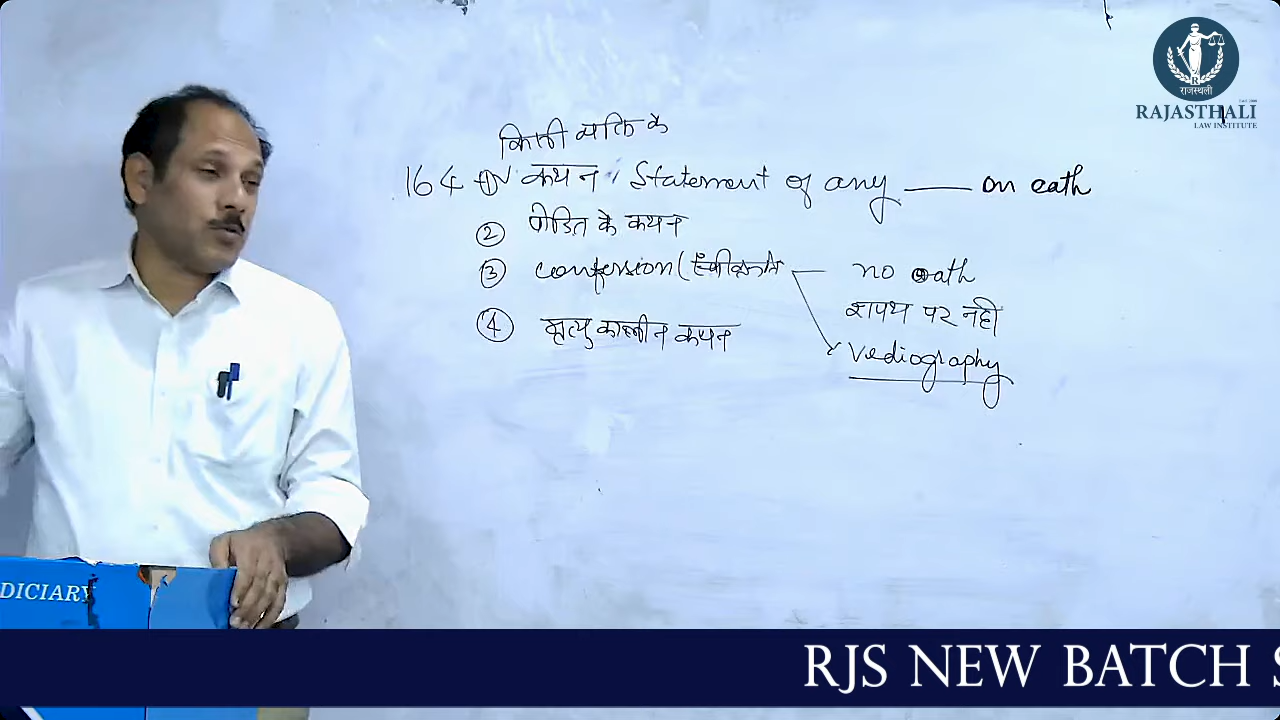 राजस्थली
RAJASTHALI
LAW INSTITUTE
किसी व्यक्ति के
164 ① कथन, Statement of any —— on oath
② पीडित के कथन
③ confession (संस्वीकृति — no oath
शपथ पर नही
④ मृत्यु कालीन कथन
Vediography
DICIARY
RJS NEW BATCH S